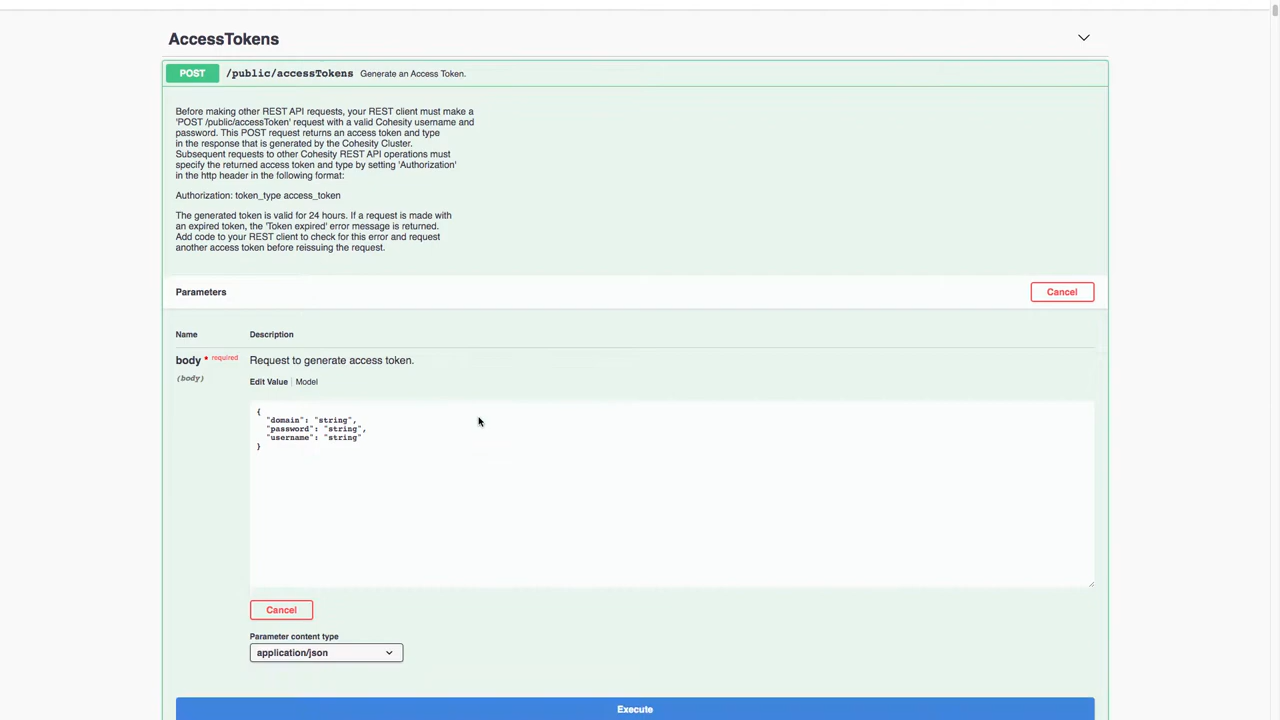 AccessTokens
POST /public/accessTokens Generate an Access Token.
Before making other REST API requests, your REST client must make a
'POST /public/accessToken' request with a valid Cohesity username and
password. This POST request returns an access token and type
in the response that is generated by the Cohesity Cluster.
Subsequent requests to other Cohesity REST API operations must
specify the returned access token and type by setting 'Authorization'
in the http header in the following format:
Authorization: token_type access_token
The generated token is valid for 24 hours. If a request is made with
an expired token, the 'Token expired' error message is returned.
Add code to your REST client to check for this error and request
another access token before reissuing the request.
Parameters Cancel
Name Description
body * required Request to generate access token.
(body) Edit Value | Model
{
"domain": "string",
"password": "string",
"username": "string"
}
Cancel
Parameter content type
application/json
Execute